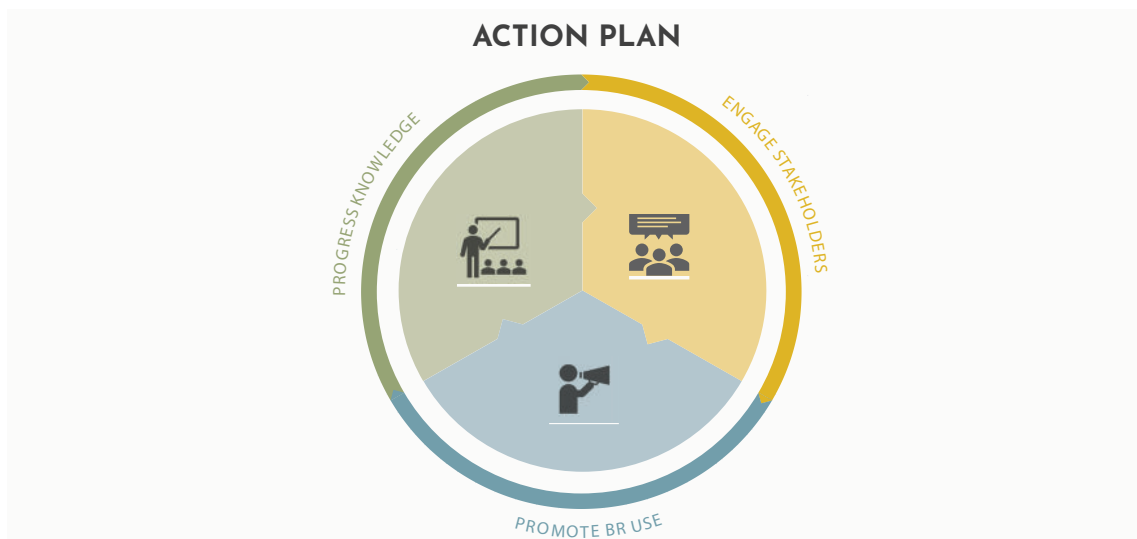 ACTION PLAN
PROGRESS KNOWLEDGE
ENGAGE STAKEHOLDERS
PROMOTE BR USE